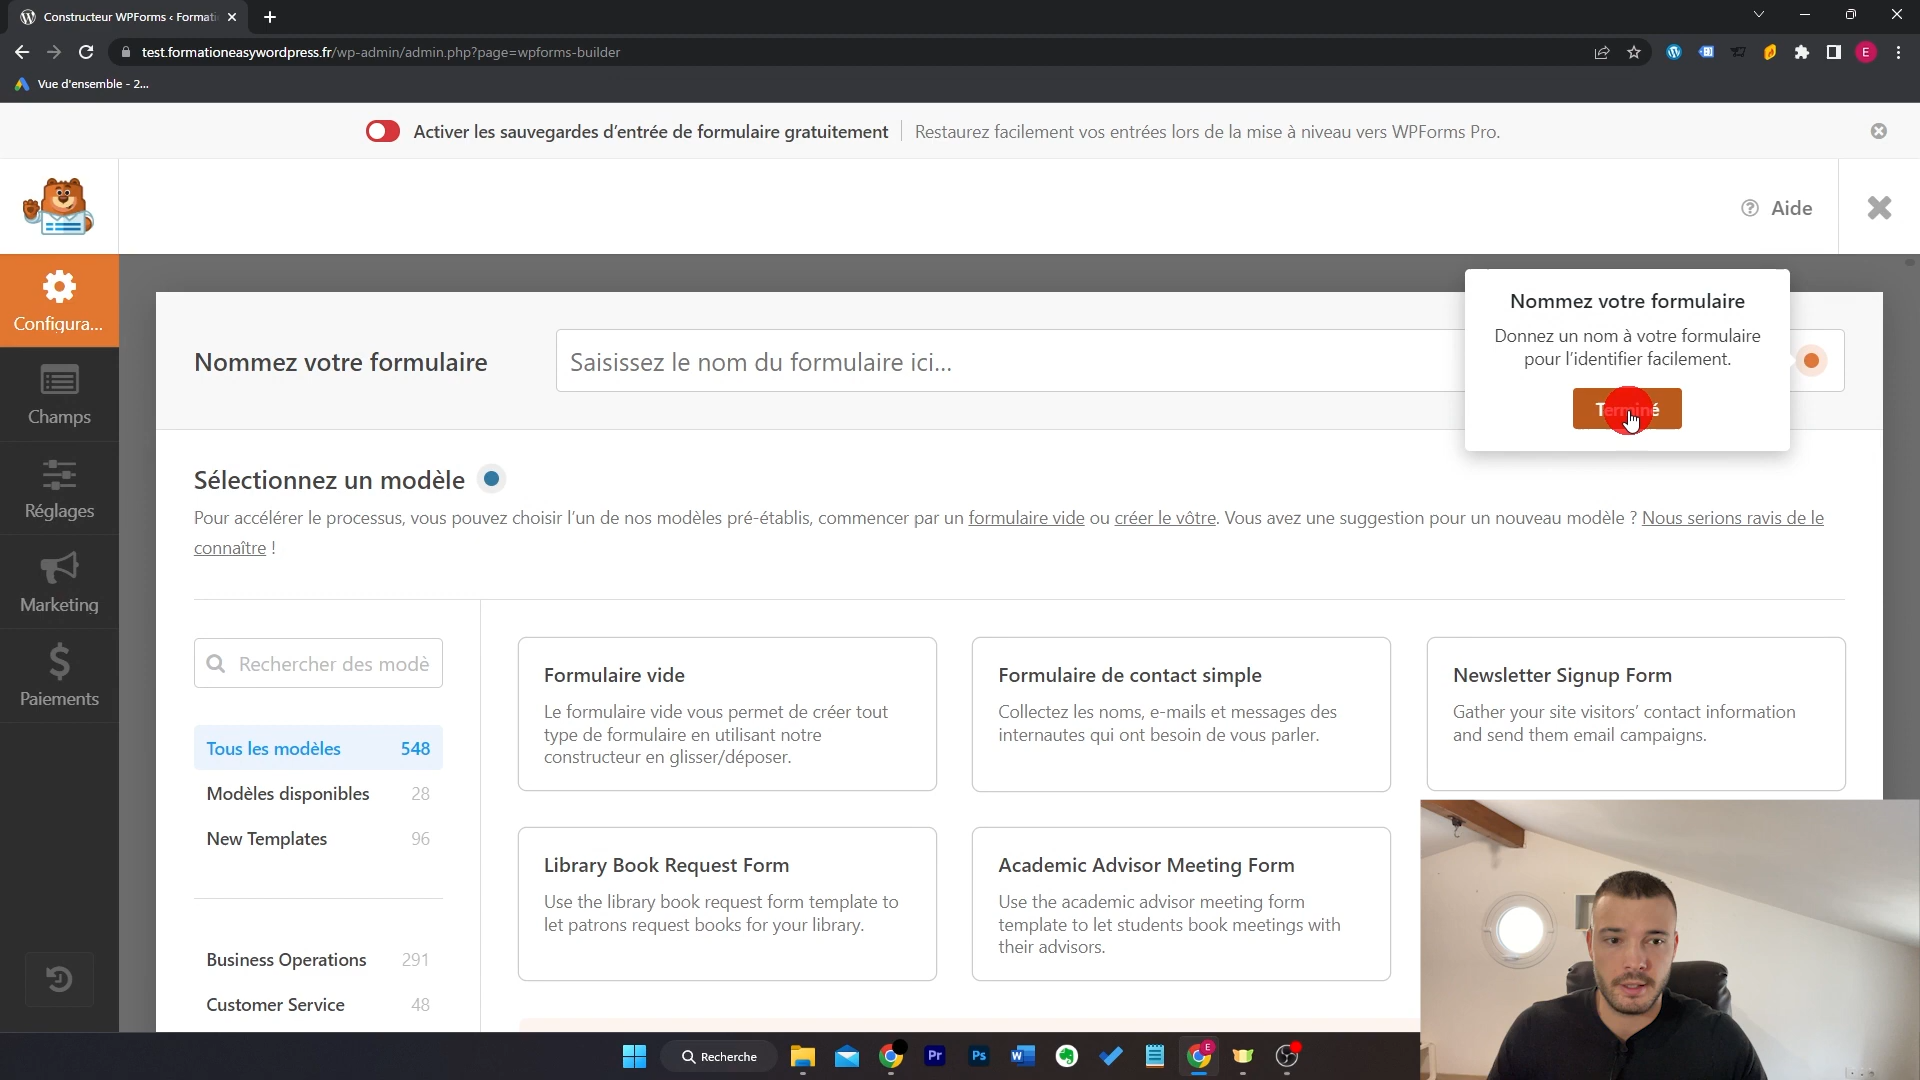 Constructeur WPForms ‹ Formati
test.formationeasywordpress.fr/wp-admin/admin.php?page=wpforms-builder
E
Vue d'ensemble - 2...
Activer les sauvegardes d’entrée de formulaire gratuitement
Restaurez facilement vos entrées lors de la mise à niveau vers WPForms Pro.
Aide
Configura...
Champs
Réglages
Marketing
Paiements
Nommez votre formulaire
Saisissez le nom du formulaire ici…
Nommez votre formulaire
Donnez un nom à votre formulaire
pour l’identifier facilement.
Terminé
Sélectionnez un modèle
Pour accélérer le processus, vous pouvez choisir l’un de nos modèles pré-établis, commencer par un formulaire vide ou créer le vôtre. Vous avez une suggestion pour un nouveau modèle ? Nous serions ravis de le
connaître !
Rechercher des modè
Tous les modèles 548
Modèles disponibles 28
New Templates 96
Business Operations 291
Customer Service 48
Formulaire vide
Le formulaire vide vous permet de créer tout
type de formulaire en utilisant notre
constructeur en glisser/déposer.
Formulaire de contact simple
Collectez les noms, e-mails et messages des
internautes qui ont besoin de vous parler.
Newsletter Signup Form
Gather your site visitors’ contact information
and send them email campaigns.
Library Book Request Form
Use the library book request form template to
let patrons request books for your library.
Academic Advisor Meeting Form
Use the academic advisor meeting form
template to let students book meetings with
their advisors.
Recherche
Pr
Ps
W
E